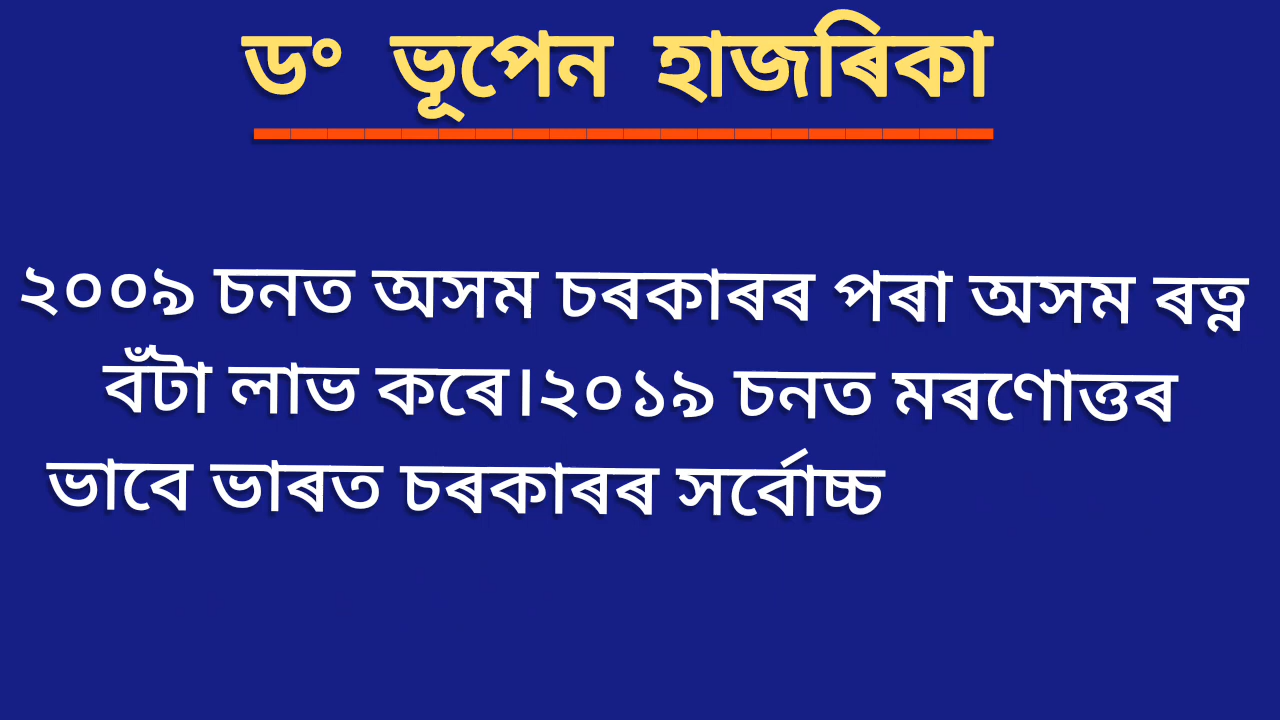 ড° ভূপেন হাজৰিকা
২০০৯ চনত অসম চৰকাৰৰ পৰা অসম ৰত্ন
বঁটা লাভ কৰে।২০১৯ চনত মৰণোত্তৰ
ভাবে ভাৰত চৰকাৰৰ সৰ্বোচ্চ